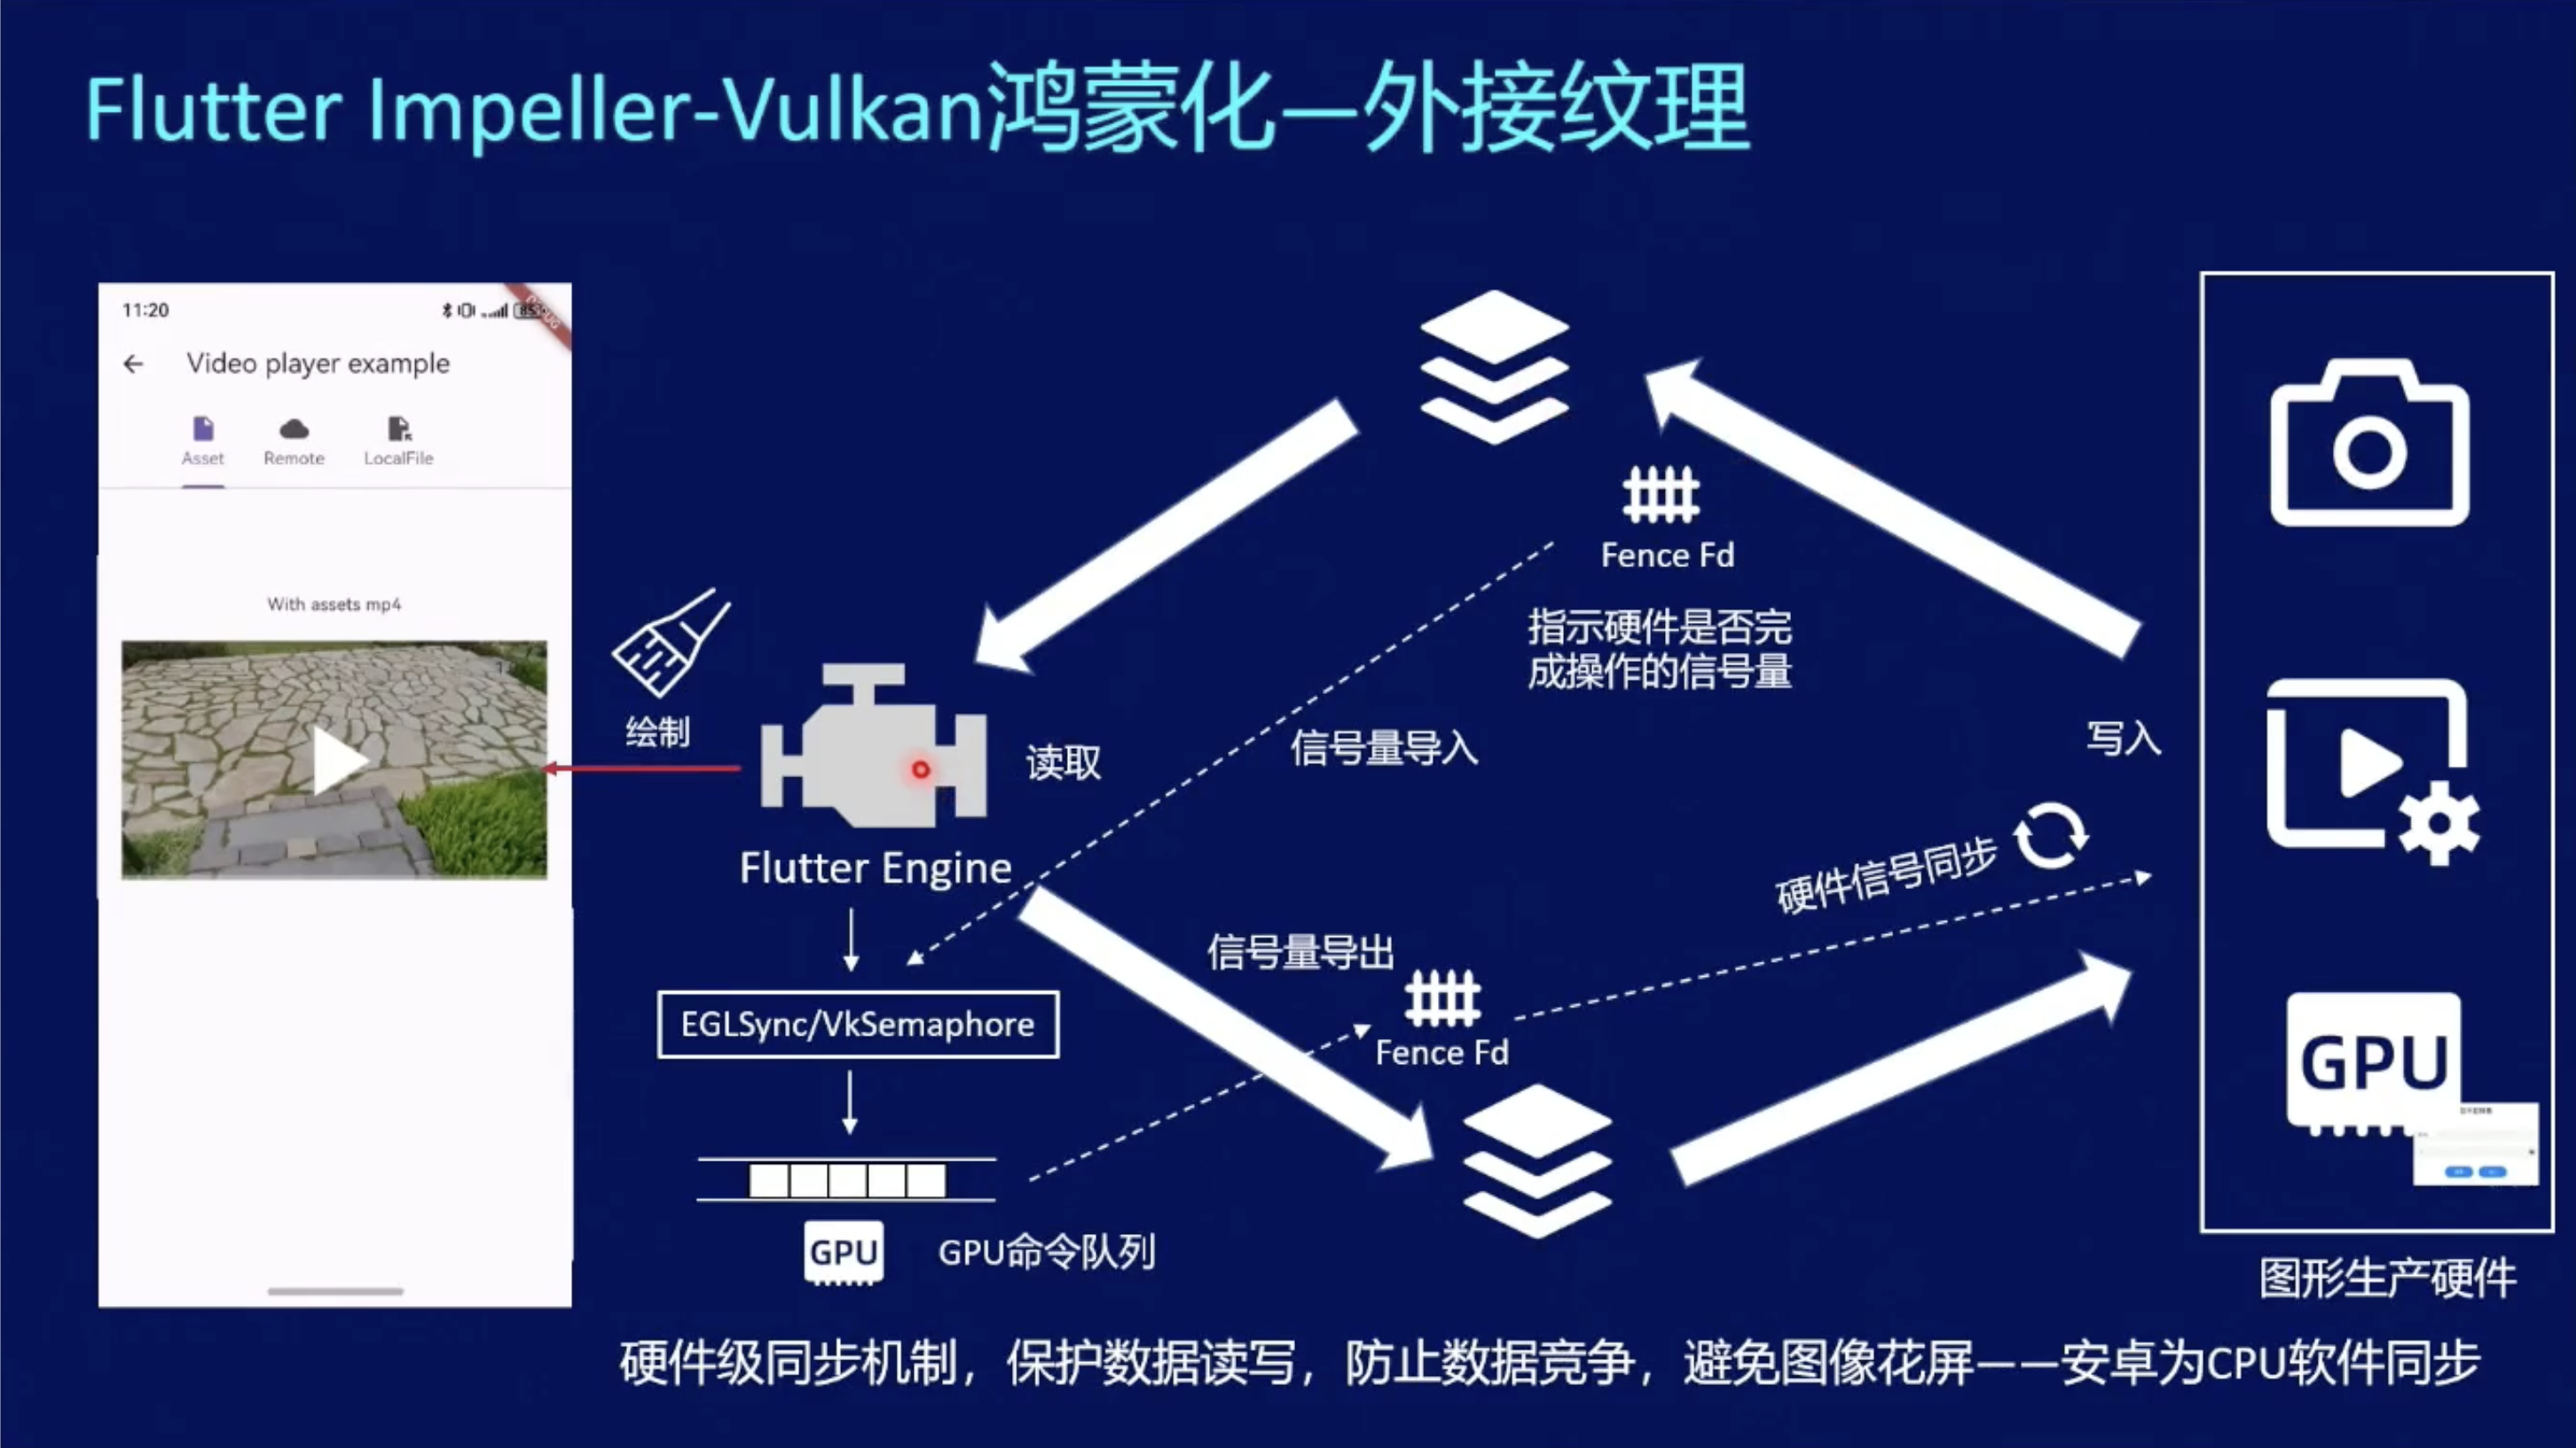 Flutter Impeller-Vulkan鸿蒙化—外接纹理
11:20
85
DEBUG
Video player example
Asset
Remote
LocalFile
With assets mp4
绘制
Flutter Engine
读取
EGLSync/VkSemaphore
GPU
GPU命令队列
Fence Fd
指示硬件是否完
成操作的信号量
信号量导入
信号量导出
Fence Fd
写入
硬件信号同步
GPU
图形生产硬件
硬件级同步机制，保护数据读写，防止数据竞争，避免图像花屏——安卓为CPU软件同步